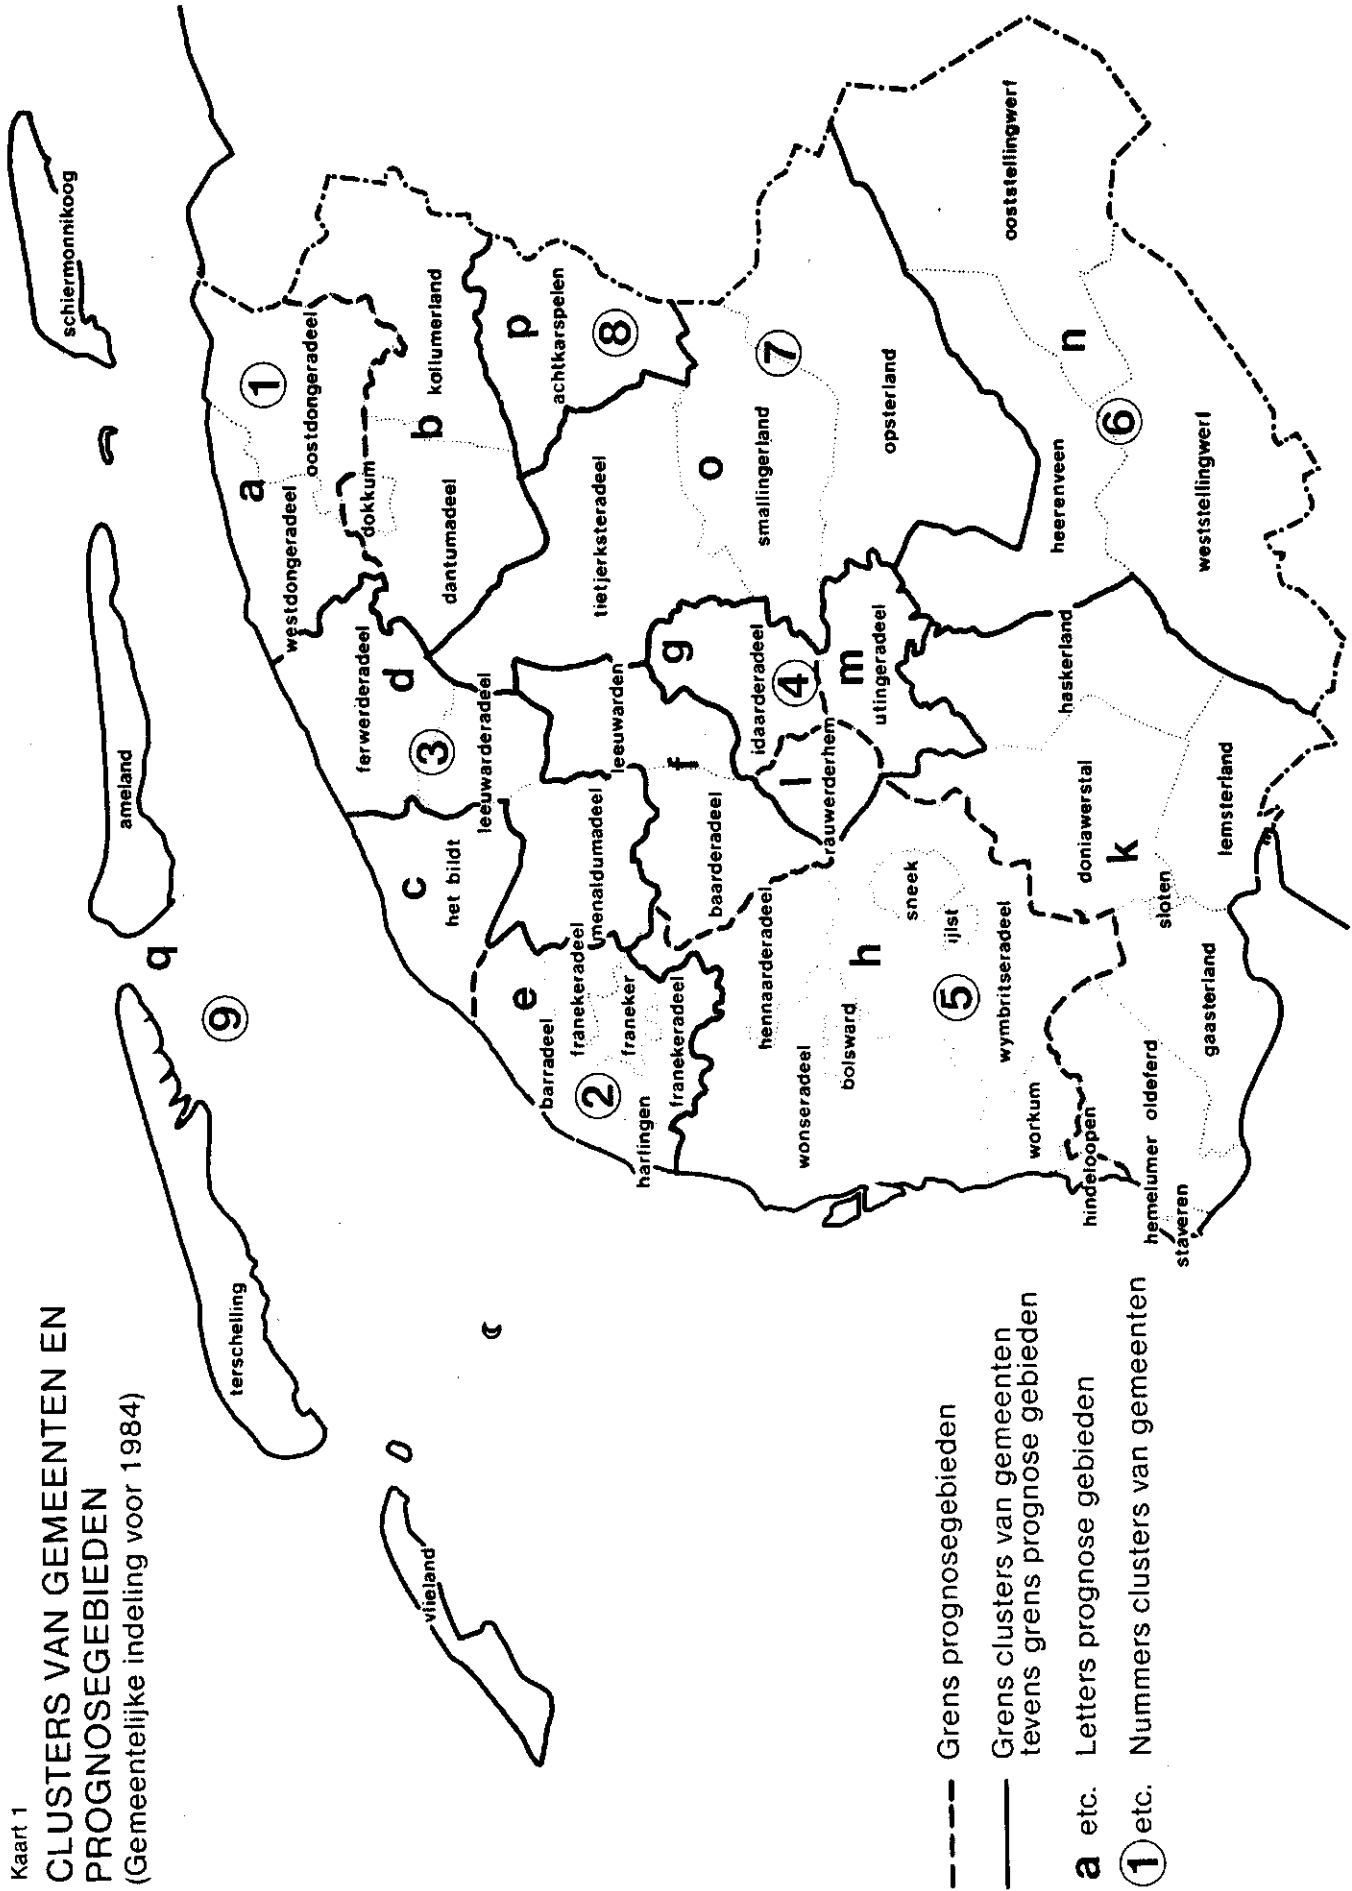 Kaart 1
CLUSTERS VAN GEMEENTEN EN
PROGNOSEGEBIEDEN
(Gemeentelijke indeling voor 1984)
schiermonnikoog
ameland
terschelling
vlieland
q
9
1
a
oostdongeradeel
westdongeradeel
dokkum
b
kollumerland
dantumadeel
p
achtkarspelen
8
ferwerderadeel
d
3
leeuwarderadeel
c
het bildt
tietjerksteradeel
leeuwarden
menaldumadeel
f
baarderadeel
e
barradeel
franekeradeel
franeker
2
harlingen
franekeradeel
g
idaarderadeel
4
l
rauwerderhem
m
utingeradeel
o
smallingerland
7
opsterland
hennaarderadeel
wonseradeel
bolsward
h
sneek
ijlst
5
wymbritseradeel
workum
hindeloopen
hemelumer oldeferd
staveren
gaasterland
sloten
k
doniawerstal
lemsterland
haskerland
heerenveen
6
n
ooststellingwerf
weststellingwerf
Grens prognosegebieden
Grens clusters van gemeenten
tevens grens prognose gebieden
a etc. Letters prognose gebieden
1 etc. Nummers clusters van gemeenten